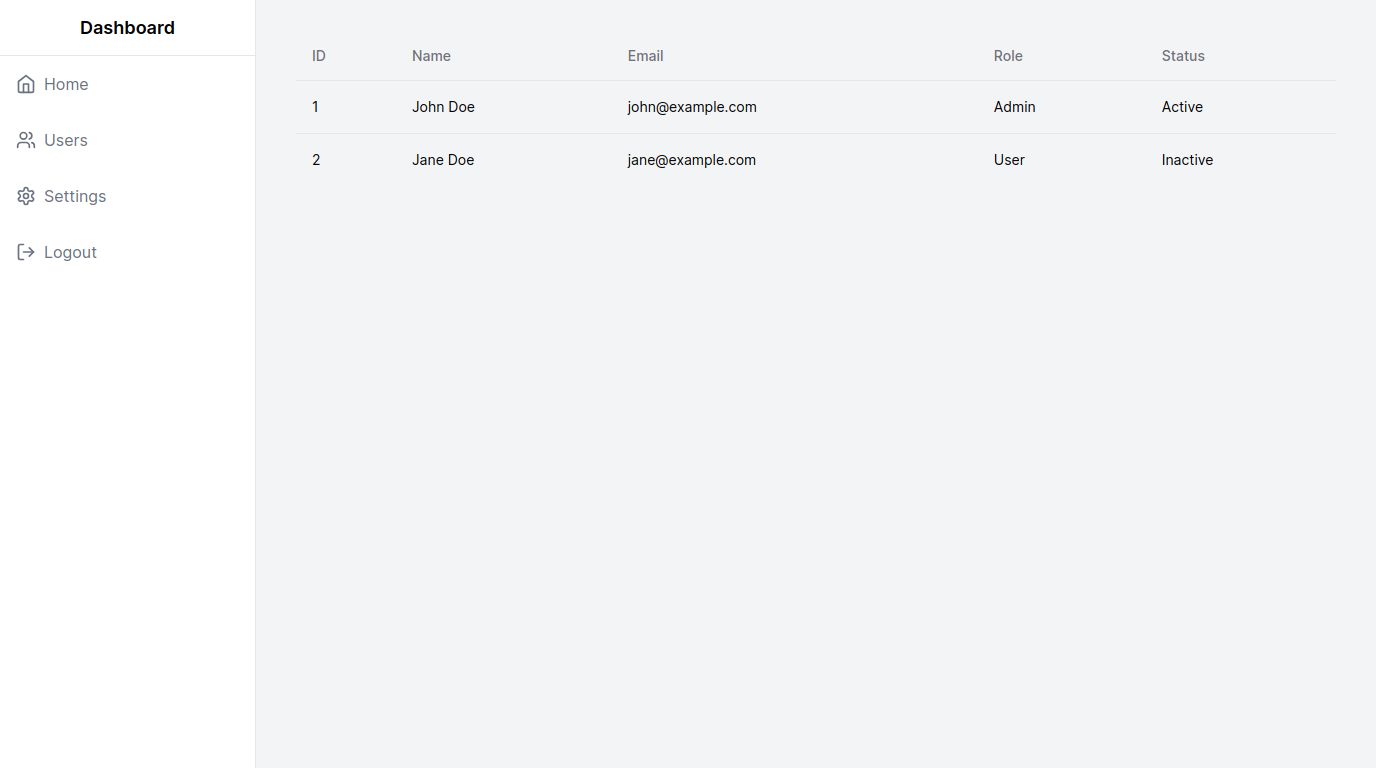 Dashboard
Home
Users
Settings
Logout
ID Name Email Role Status
1 John Doe john@example.com Admin Active
2 Jane Doe jane@example.com User Inactive